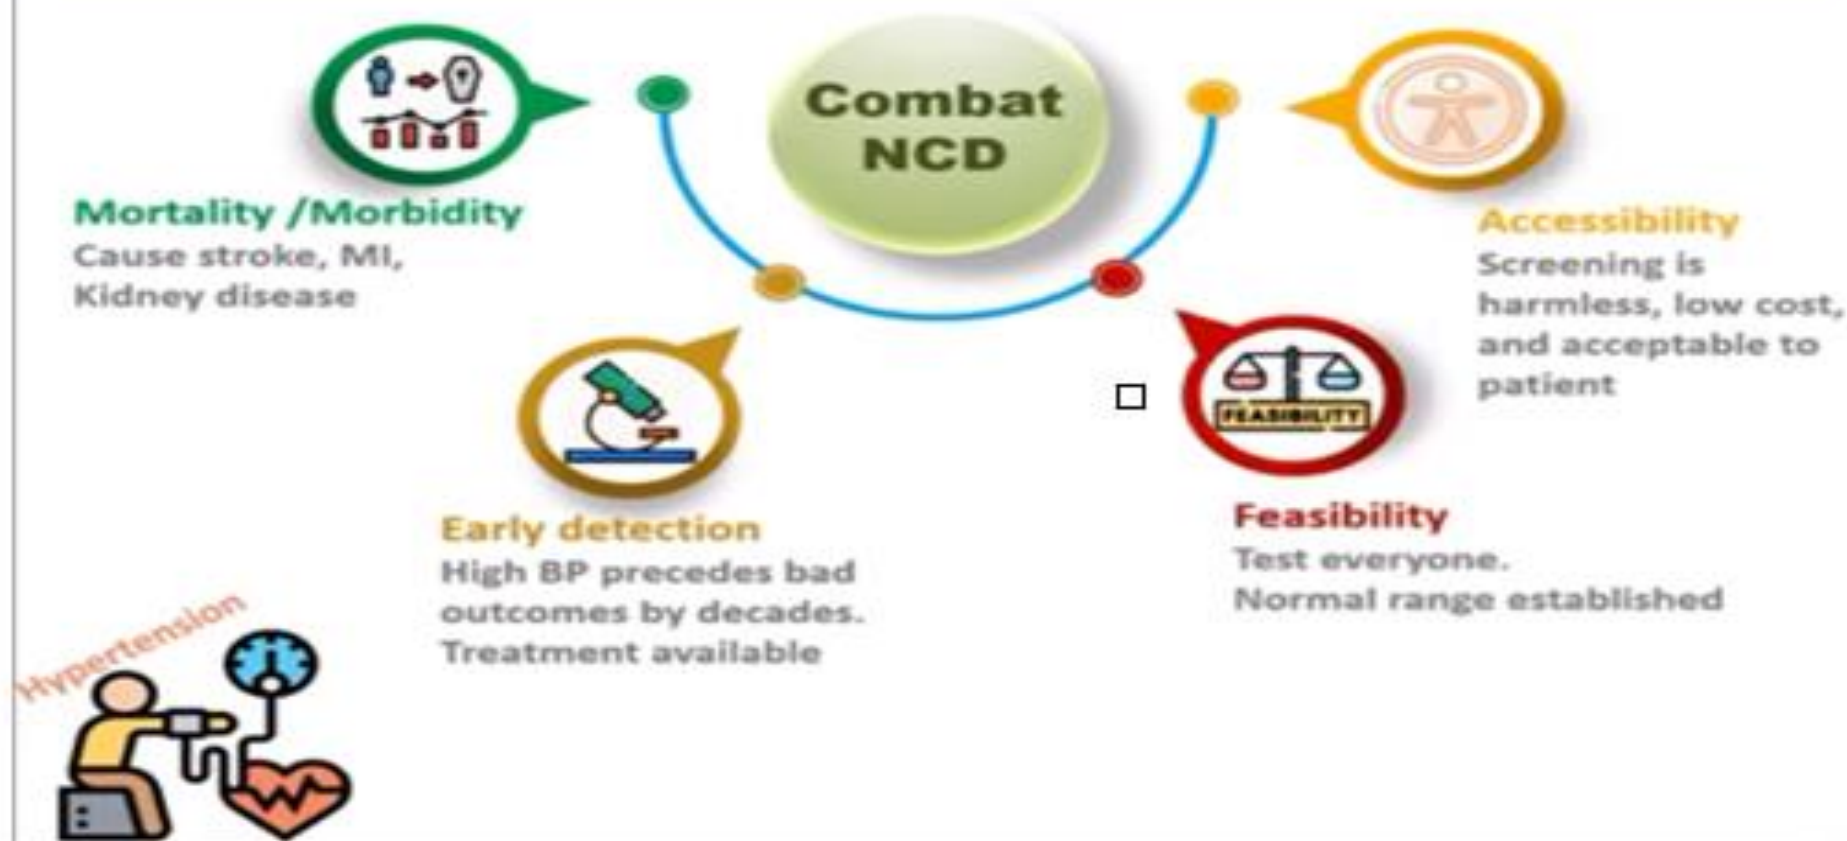 Combat
NCD
Mortality /Morbidity
Cause stroke, MI,
Kidney disease
Early detection
High BP precedes bad
outcomes by decades.
Treatment available
FEASIBILITY
Feasibility
Test everyone.
Normal range established
Accessibility
Screening is
harmless, low cost,
and acceptable to
patient
Hypertension